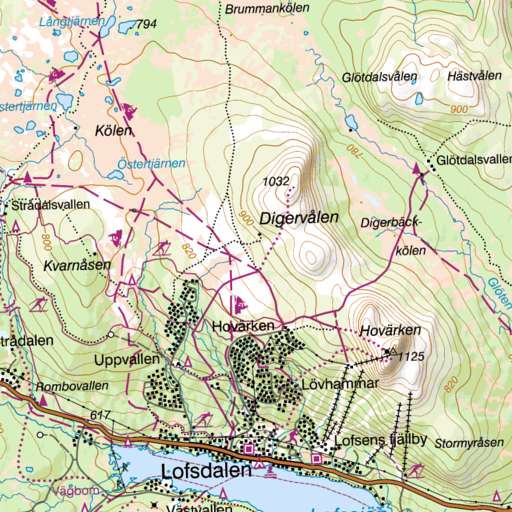 Brummankölen
Långtjärnen
794
Glötdalsvålen
Hästvålen
Östertjärnen
900
Kölen
780
Östertjärnen
Glötdalsvallen
1032
Strådalsvallen
900
Digervålen
Digerbäck-
kölen
800
820
Kvarnåsen
Glöten
Hovärken
Hovärken
Strådalen
Uppvallen
1125
Rombovallen
Lövhammar
820
617
Lofsens fjällby
Stormyråsen
Lofsdalen
Vågbom
Västvallen